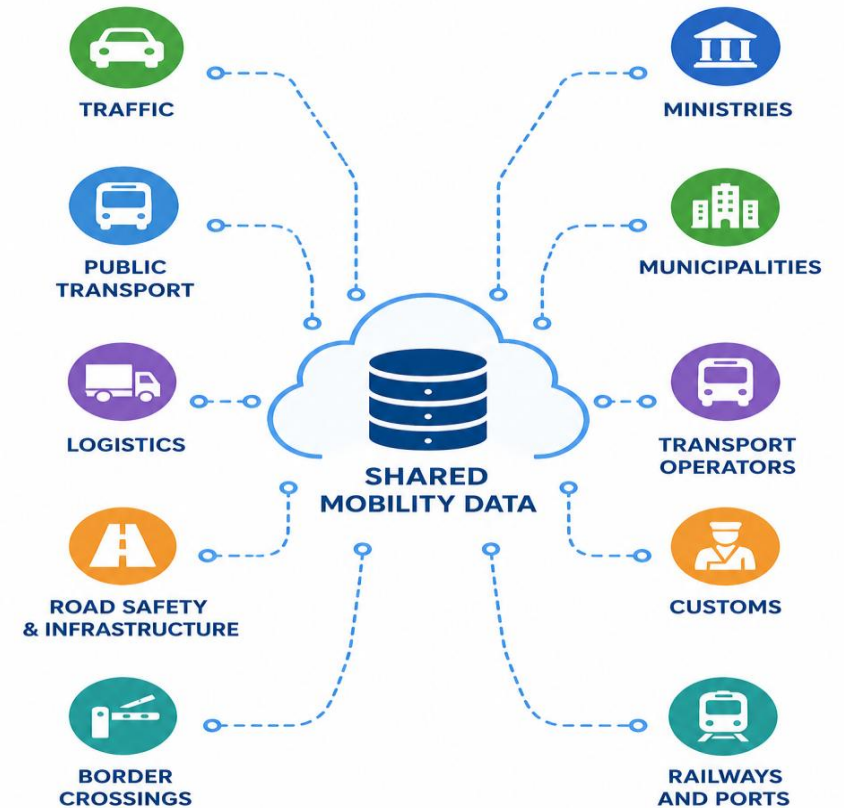 TRAFFIC
MINISTRIES
PUBLIC
TRANSPORT
MUNICIPALITIES
LOGISTICS
TRANSPORT
OPERATORS
SHARED
MOBILITY DATA
ROAD SAFETY
& INFRASTRUCTURE
CUSTOMS
BORDER
CROSSINGS
RAILWAYS
AND PORTS